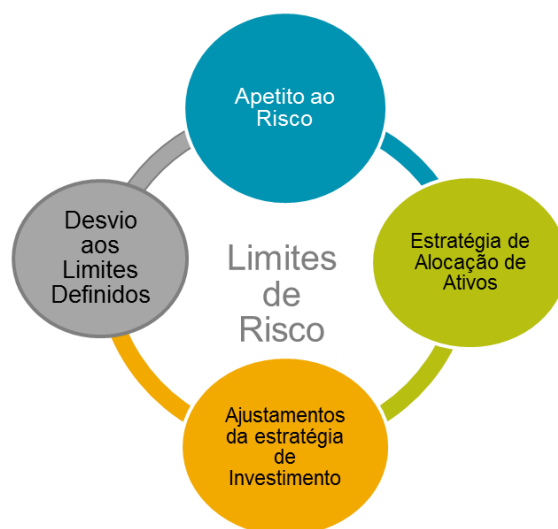 Apetito ao
Risco
Estratégia de
Alocação de
Ativos
Ajustamentos
da estratégia
de
Investimento
Desvio
aos
Limites
Definidos
Limites
de
Risco